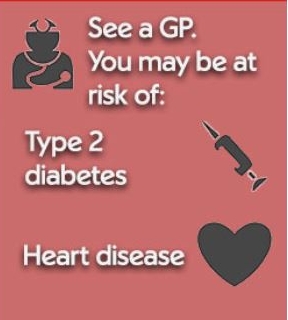 See a GP.
You may be at
risk of:
Type 2
diabetes
Heart disease